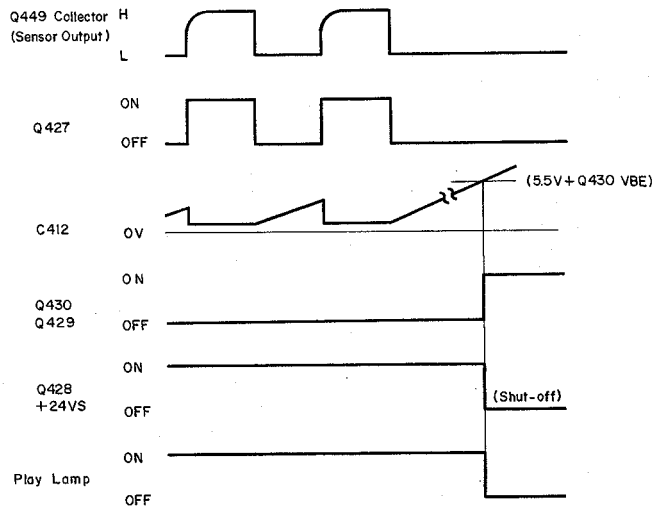 Q449 Collector H
(Sensor Output)
L
ON
Q427
OFF
(5.5V+Q430 VBE)
C412 0V
ON
Q430
Q429 OFF
ON
Q428
+24VS OFF
(Shut-off)
ON
Play Lamp
OFF